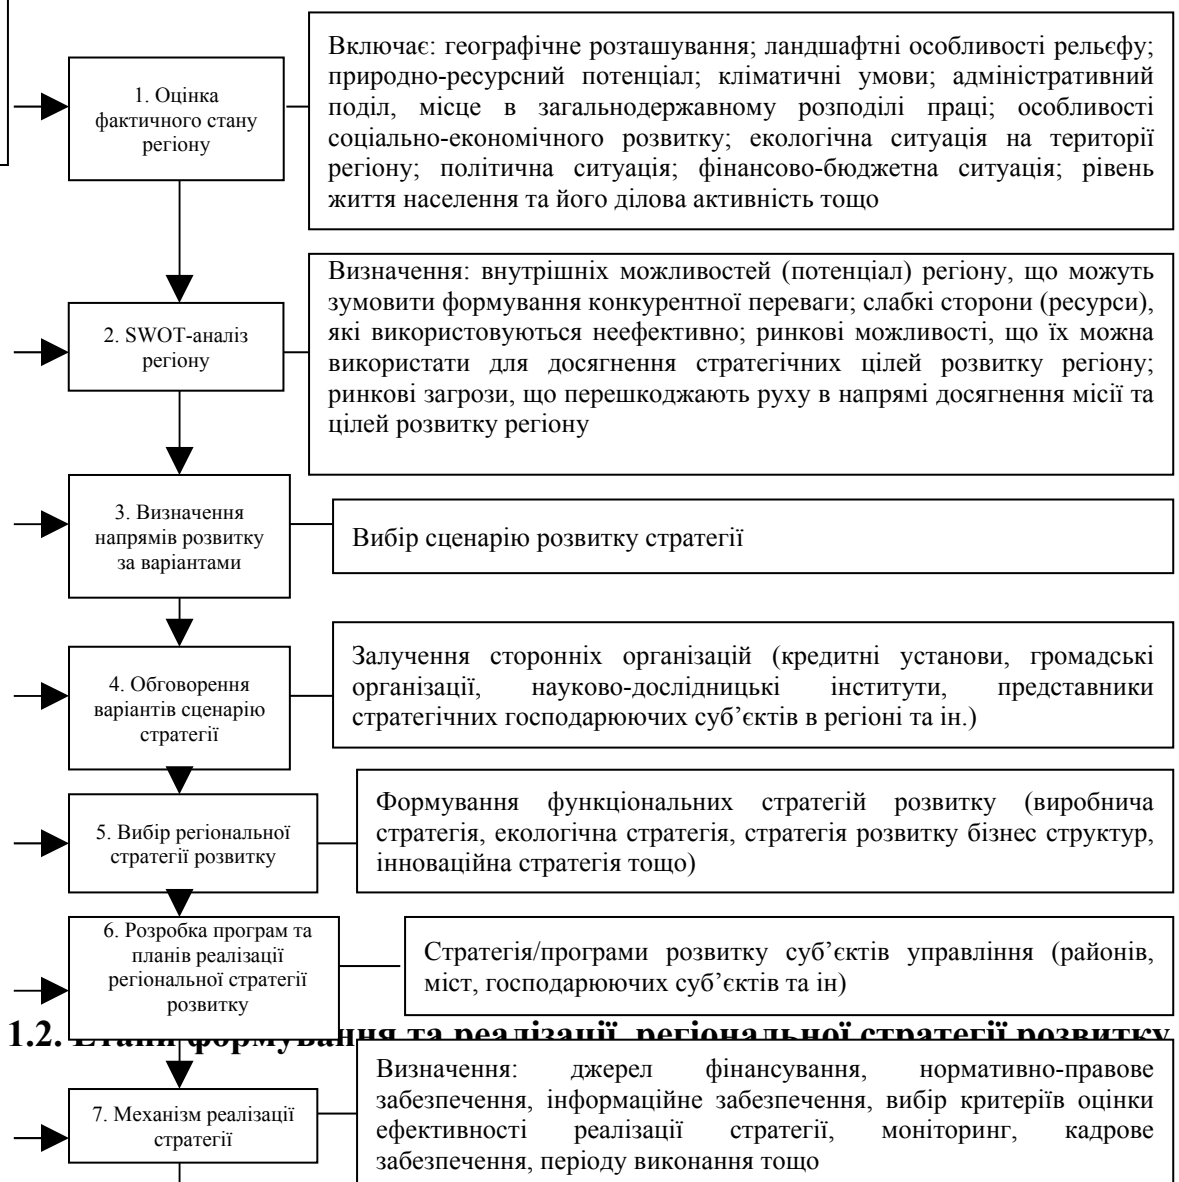 1. Оцінка
фактичного стану
регіону
Включає: географічне розташування; ландшафтні особливості рельєфу;
природно-ресурсний потенціал; кліматичні умови; адміністративний
поділ, місце в загальнодержавному розподілі праці; особливості
соціально-економічного розвитку; екологічна ситуація на території
регіону; політична ситуація; фінансово-бюджетна ситуація; рівень
життя населення та його ділова активність тощо
2. SWOT-аналіз
регіону
Визначення: внутрішніх можливостей (потенціал) регіону, що можуть
зумовити формування конкурентної переваги; слабкі сторони (ресурси),
які використовуються неефективно; ринкові можливості, що їх можна
використати для досягнення стратегічних цілей розвитку регіону;
ринкові загрози, що перешкоджають руху в напрямі досягнення місії та
цілей розвитку регіону
3. Визначення
напрямів розвитку
за варіантами
Вибір сценарію розвитку стратегії
4. Обговорення
варіантів сценарію
стратегії
Залучення сторонніх організацій (кредитні установи, громадські
організації, науково-дослідницькі інститути, представники
стратегічних господарюючих суб’єктів в регіоні та ін.)
5. Вибір регіональної
стратегії розвитку
Формування функціональних стратегій розвитку (виробнича
стратегія, екологічна стратегія, стратегія розвитку бізнес структур,
інноваційна стратегія тощо)
6. Розробка програм та
планів реалізації
регіональної стратегії
розвитку
Стратегія/програми розвитку суб’єктів управління (районів,
міст, господарюючих суб’єктів та ін)
1.2. Етапи формування та реалізації регіональної стратегії розвитку
7. Механізм реалізації
стратегії
Визначення: джерел фінансування, нормативно-правове
забезпечення, інформаційне забезпечення, вибір критеріїв оцінки
ефективності реалізації стратегії, моніторинг, кадрове
забезпечення, періоду виконання тощо